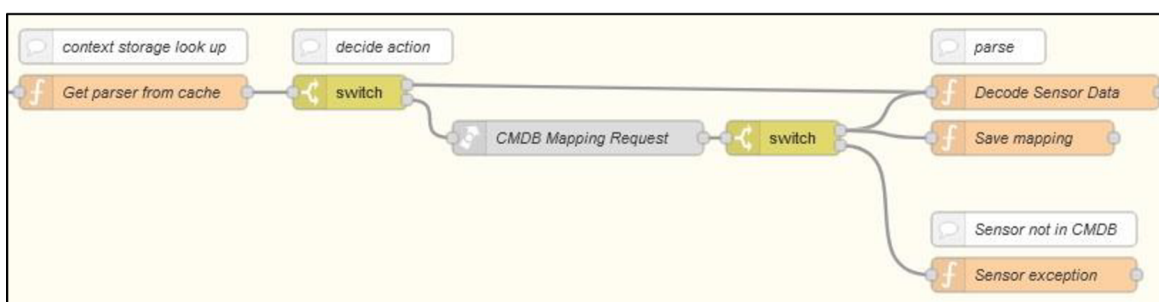 context storage look up
decide action
parse
Get parser from cache
switch
Decode Sensor Data
CMDB Mapping Request
switch
Save mapping
Sensor not in CMDB
Sensor exception